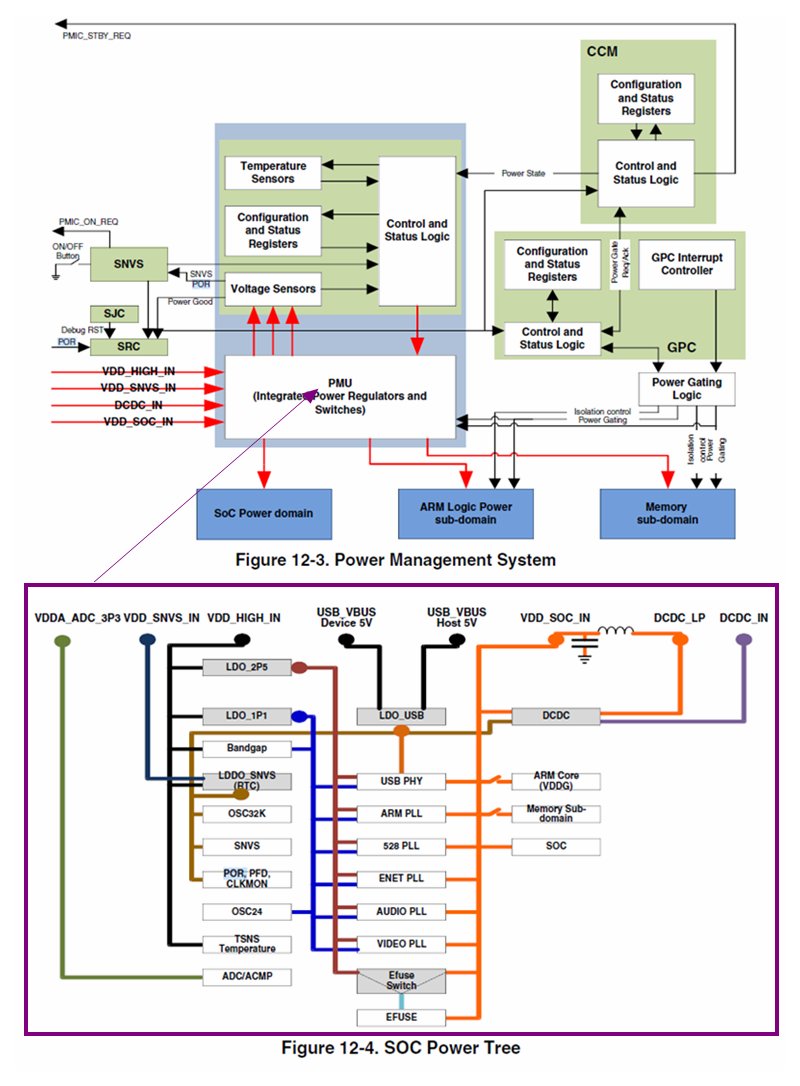 PMIC_STBY_REQ
CCM
Configuration
and Status
Registers
Temperature
Sensors
Control and
Status Logic
Power State
Configuration
and Status
Registers
Control and
Status Logic
PMIC_ON_REQ
ON/OFF
Button
SNVS
SNVS
POR
Voltage Sensors
Power Good
Configuration
and Status
Registers
Power Gate
Req/Ack
GPC Interrupt
Controller
SJC
Debug RST
POR
SRC
Control and
Status Logic
GPC
VDD_HIGH_IN
VDD_SNVS_IN
DCDC_IN
VDD_SOC_IN
PMU
(Integrated Power Regulators and
Switches)
Power Gating
Logic
Isolation control
Power Gating
Isolation
control
Power
Gating
SoC Power domain
ARM Logic Power
sub-domain
Memory
sub-domain
Figure 12-3. Power Management System
VDDA_ADC_3P3
VDD_SNVS_IN
VDD_HIGH_IN
USB_VBUS
Device 5V
USB_VBUS
Host 5V
VDD_SOC_IN
DCDC_LP
DCDC_IN
LDO_2P5
LDO_1P1
LDO_USB
DCDC
Bandgap
LDDO_SNVS
(RTC)
USB PHY
ARM Core
(VDDG)
OSC32K
ARM PLL
Memory Sub-
domain
SNVS
528 PLL
SOC
POR, PFD,
CLKMON
ENET PLL
OSC24
AUDIO PLL
TSNS
Temperature
VIDEO PLL
ADC/ACMP
Efuse
Switch
EFUSE
Figure 12-4. SOC Power Tree